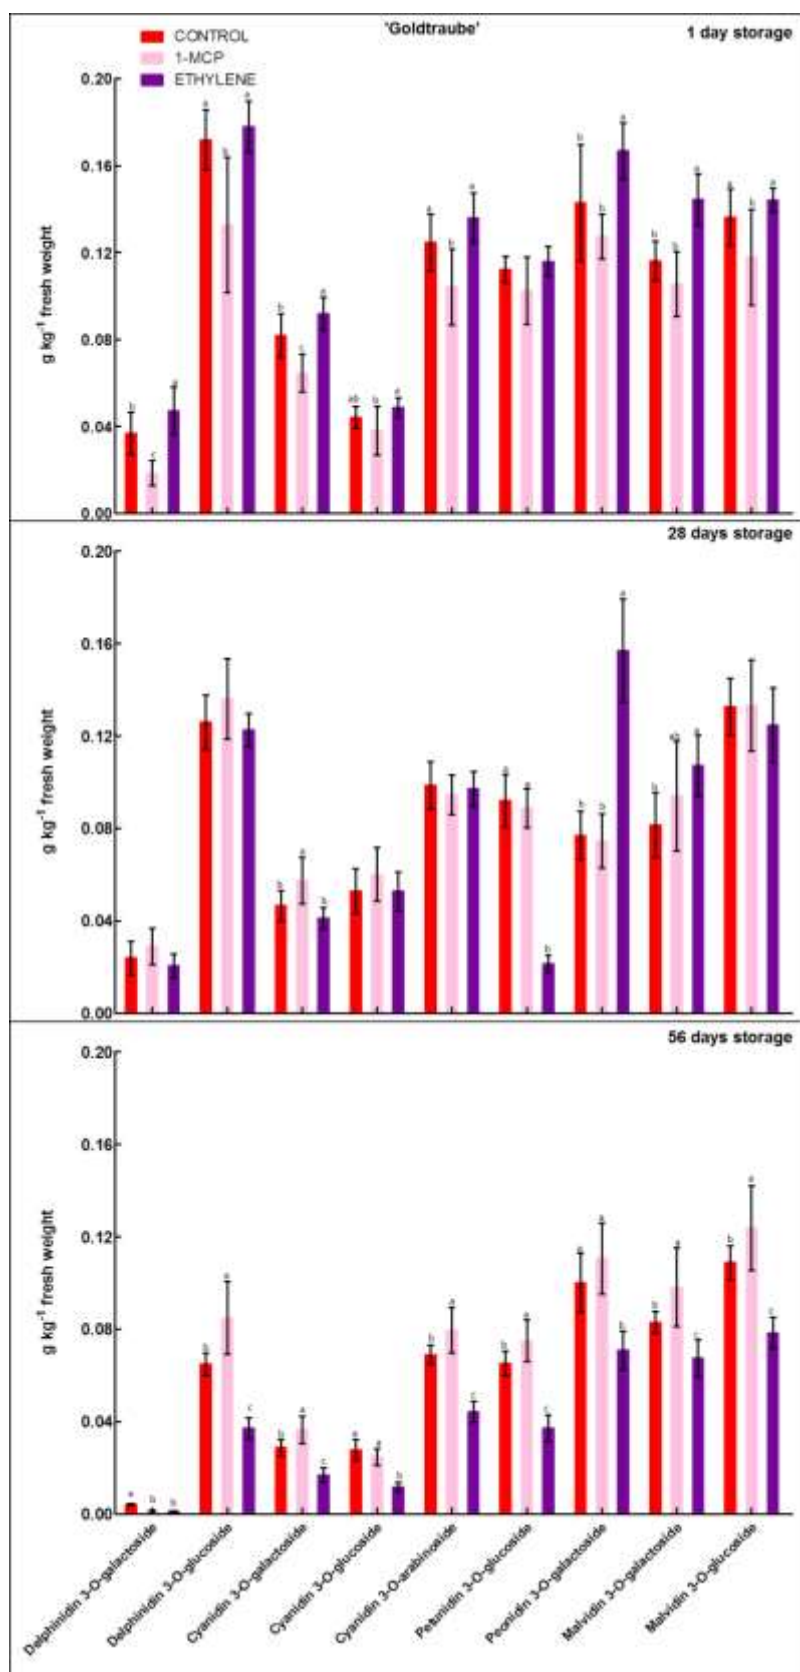 'Goldtraube'
1 day storage
CONTROL
1-MCP
ETHYLENE
g kg⁻¹ fresh weight
0.20
0.16
0.12
0.08
0.04
0.00
b c a
a b a
b c a
ab b a
a b a
b b a
b b a
a b a
28 days storage
g kg⁻¹ fresh weight
0.20
0.16
0.12
0.08
0.04
0.00
b a b
a a b
b b a
b ab a
56 days storage
g kg⁻¹ fresh weight
0.20
0.16
0.12
0.08
0.04
0.00
a b b
b a c
b a c
a a b
b a c
b a c
a a b
b a c
b a c
Delphinidin 3-O-galactoside
Delphinidin 3-O-glucoside
Cyanidin 3-O-galactoside
Cyanidin 3-O-glucoside
Cyanidin 3-O-arabinoside
Petunidin 3-O-glucoside
Peonidin 3-O-galactoside
Malvidin 3-O-galactoside
Malvidin 3-O-glucoside